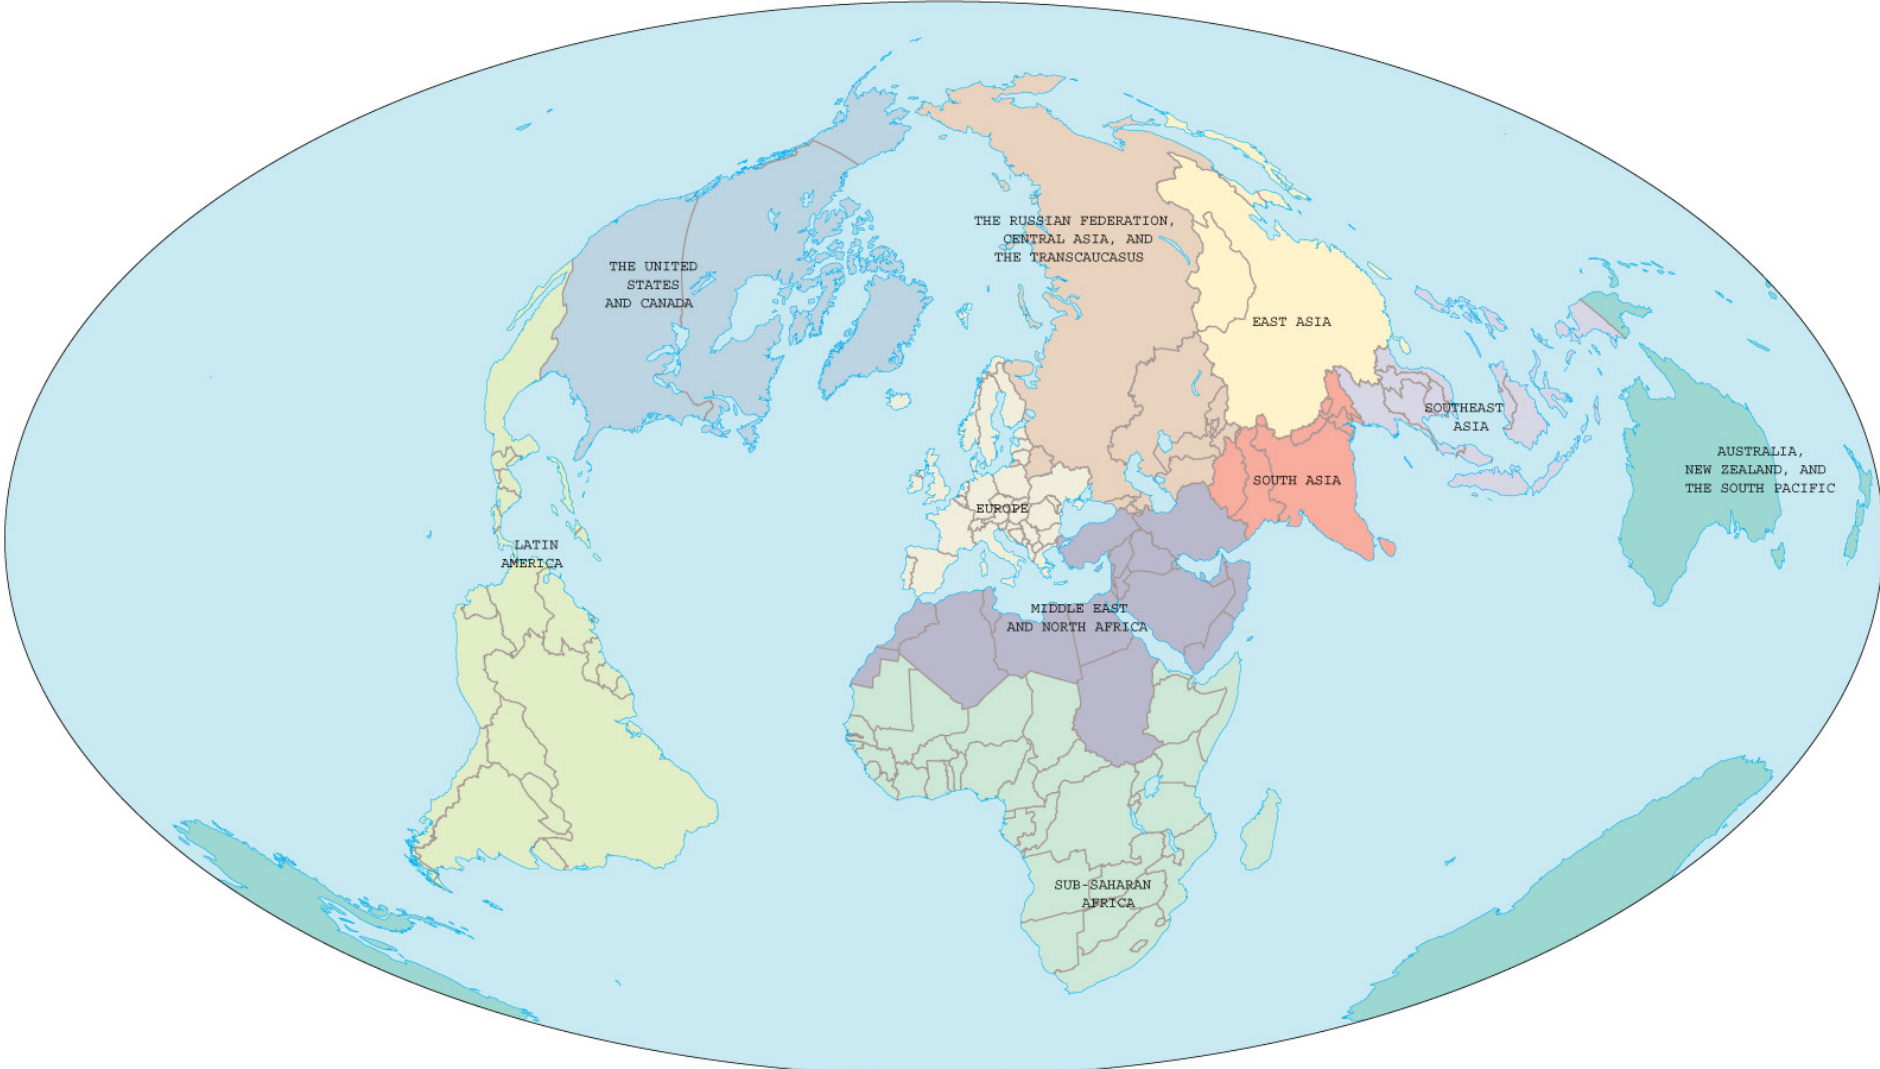 THE RUSSIAN FEDERATION,
CENTRAL ASIA, AND
THE TRANSCAUCASUS
THE UNITED
STATES
AND CANADA
EAST ASIA
SOUTHEAST
ASIA
AUSTRALIA,
NEW ZEALAND, AND
THE SOUTH PACIFIC
SOUTH ASIA
EUROPE
LATIN
AMERICA
MIDDLE EAST
AND NORTH AFRICA
SUB-SAHARAN
AFRICA